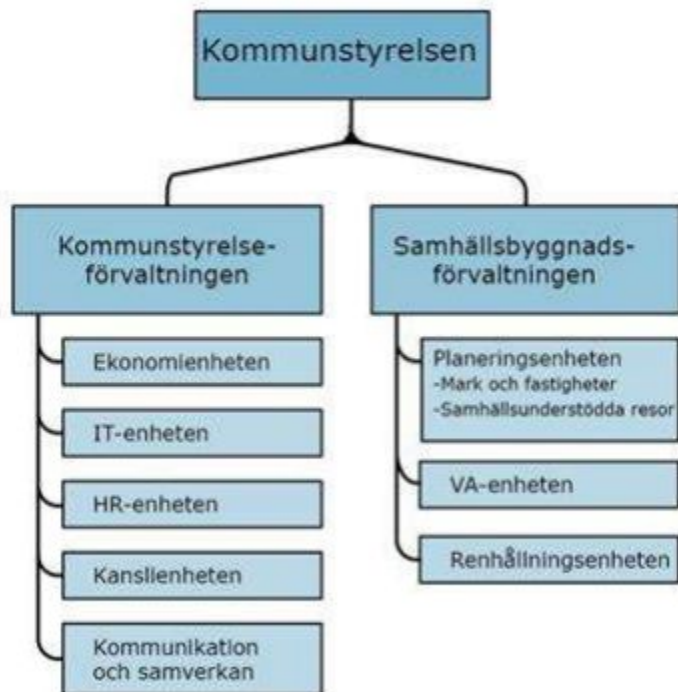 Kommunstyrelsen
Kommunstyrelse-
förvaltningen
Ekonomienheten
IT-enheten
HR-enheten
Kanslienheten
Kommunikation
och samverkan
Samhällsbyggnads-
förvaltningen
Planeringsenheten
-Mark och fastigheter
-Samhällsunderstödda resor
VA-enheten
Renhållningsenheten